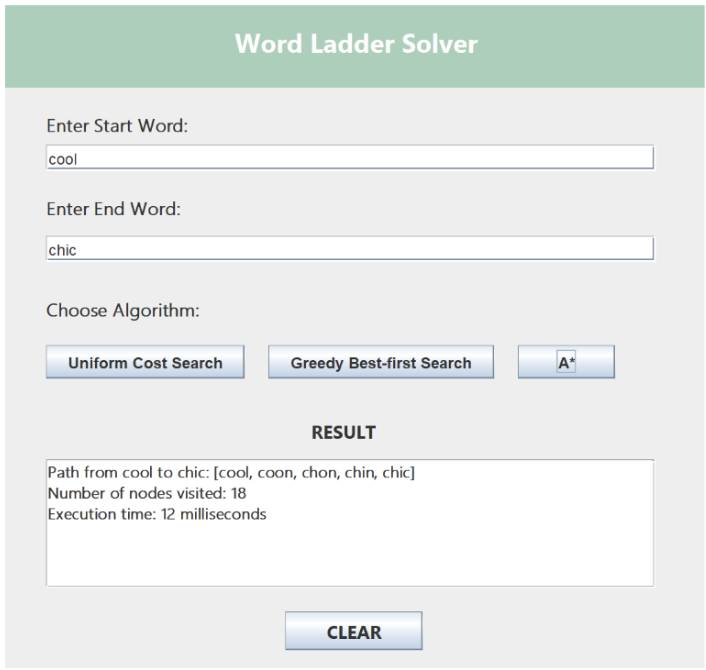 Word Ladder Solver
Enter Start Word:
cool
Enter End Word:
chic
Choose Algorithm:
Uniform Cost Search Greedy Best-first Search A*
RESULT
Path from cool to chic: [cool, coon, chon, chin, chic]
Number of nodes visited: 18
Execution time: 12 milliseconds
CLEAR